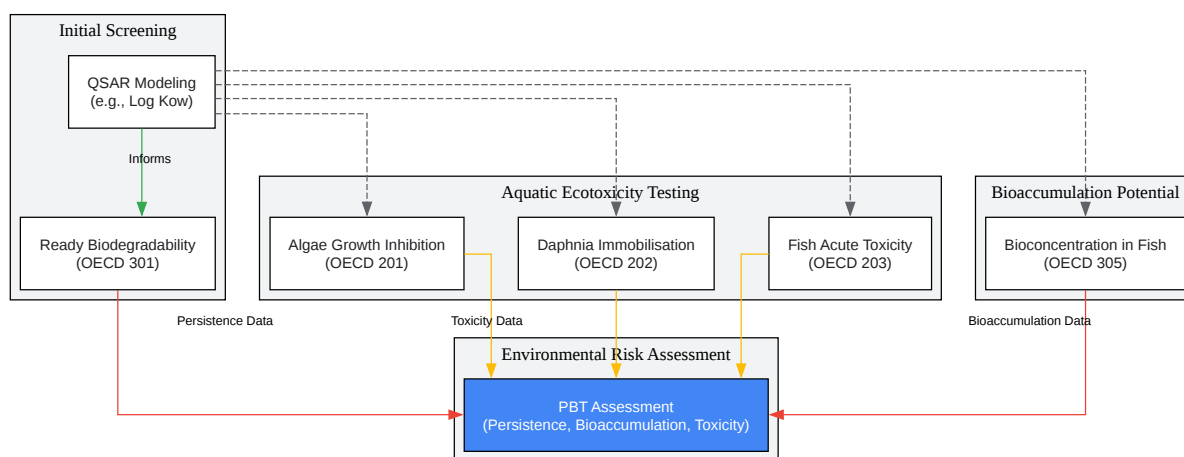 Initial Screening
QSAR Modeling
(e.g., Log Kow)
Informs
Aquatic Ecotoxicity Testing
Bioaccumulation Potential
Ready Biodegradability
(OECD 301)
Algae Growth Inhibition
(OECD 201)
Daphnia Immobilisation
(OECD 202)
Fish Acute Toxicity
(OECD 203)
Bioconcentration in Fish
(OECD 305)
Persistence Data
Toxicity Data
Bioaccumulation Data
Environmental Risk Assessment
PBT Assessment
(Persistence, Bioaccumulation, Toxicity)